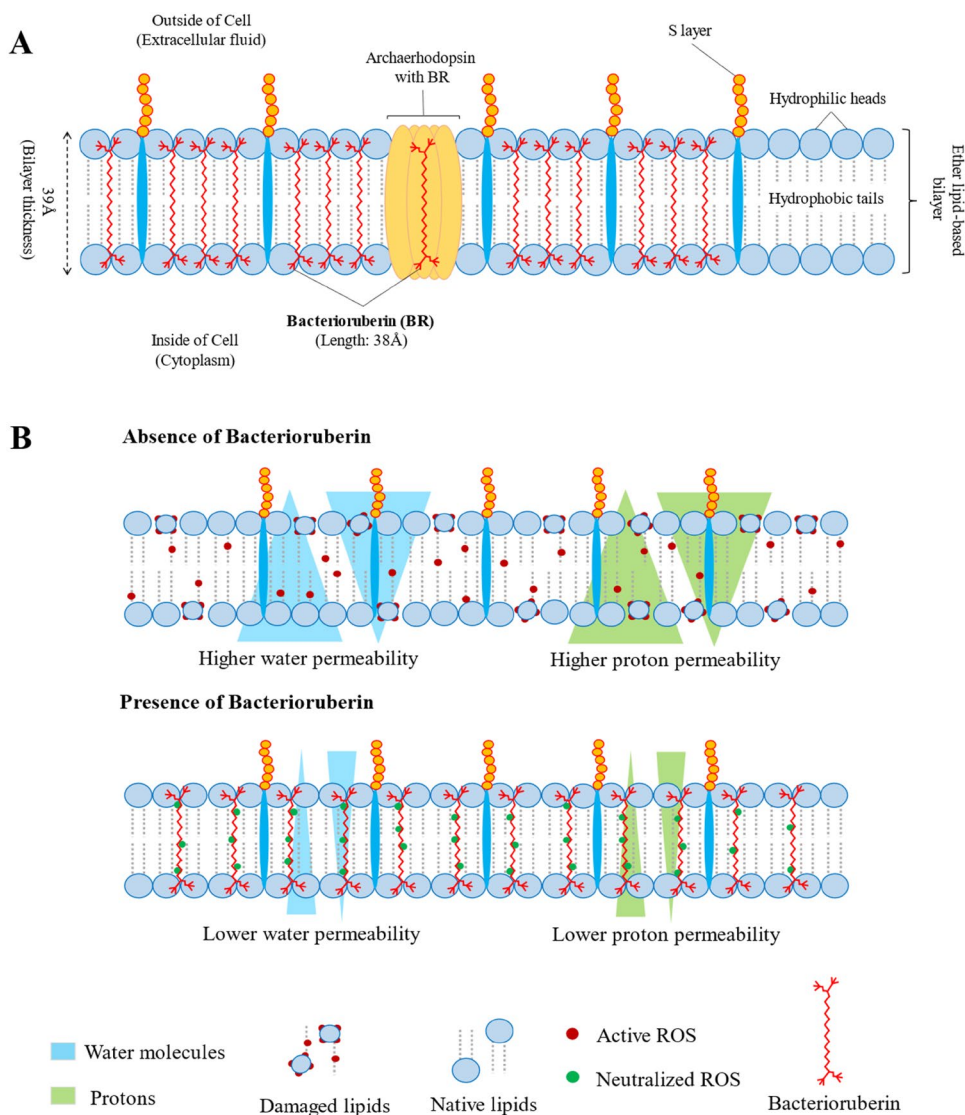 A
Outside of Cell
(Extracellular fluid)
Archaerhodopsin
with BR
S layer
Hydrophilic heads
39Å
(Bilayer thickness)
Hydrophobic tails
Ether lipid-based
bilayer
Bacterioruberin (BR)
(Length: 38Å)
Inside of Cell
(Cytoplasm)
B
Absence of Bacterioruberin
Higher water permeability
Higher proton permeability
Presence of Bacterioruberin
Lower water permeability
Lower proton permeability
Water molecules
Protons
Damaged lipids
Native lipids
Active ROS
Neutralized ROS
Bacterioruberin